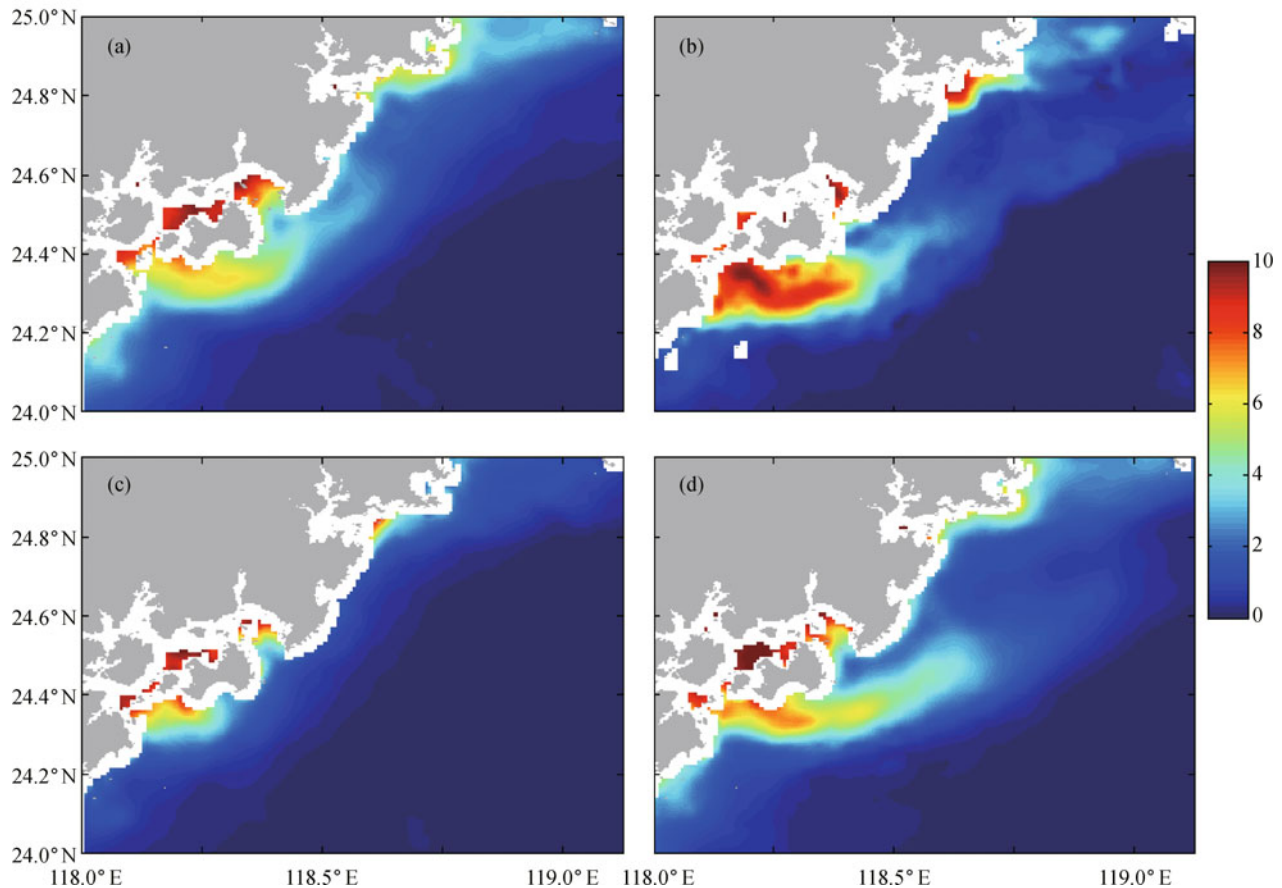 25.0° N
(a)
(b)
24.8° N
24.6° N
24.4° N
24.2° N
24.0° N
10
8
6
4
2
0
25.0° N
(c)
(d)
24.8° N
24.6° N
24.4° N
24.2° N
24.0° N
118.0° E
118.5° E
119.0° E
118.0° E
118.5° E
119.0° E